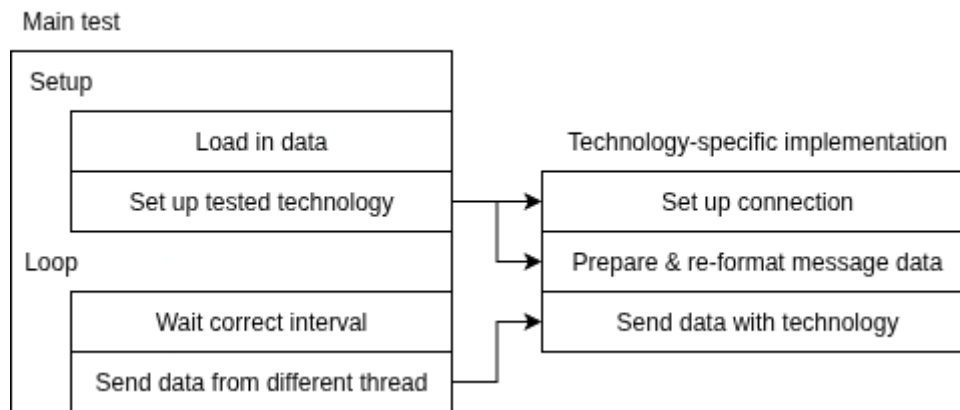 Main test
Setup
Load in data
Set up tested technology
Loop
Wait correct interval
Send data from different thread
Technology-specific implementation
Set up connection
Prepare & re-format message data
Send data with technology